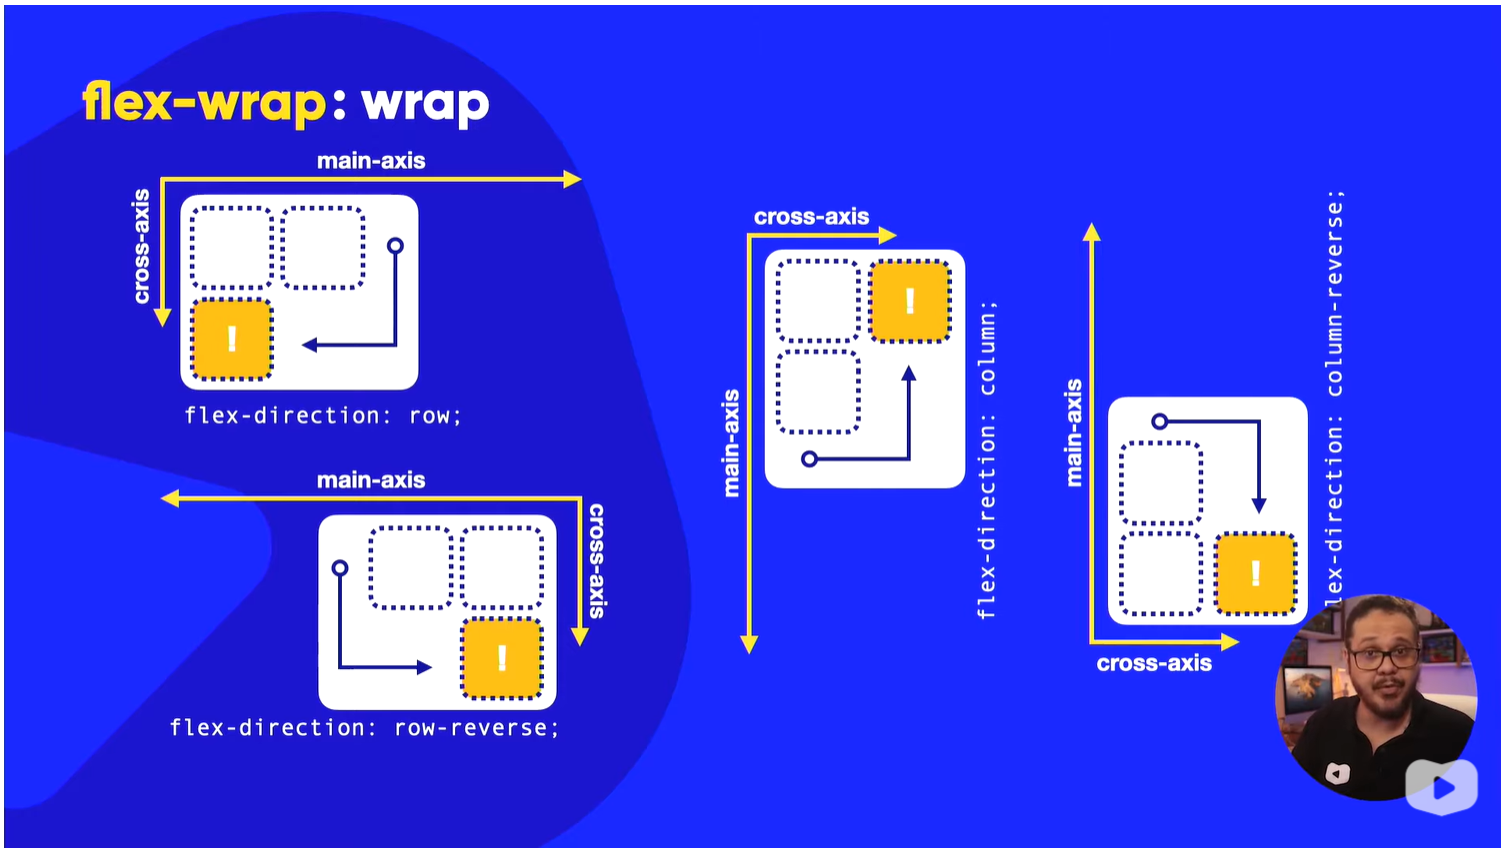 flex-wrap: wrap
main-axis
cross-axis
!
flex-direction: row;
main-axis
cross-axis
!
flex-direction: row-reverse;
cross-axis
main-axis
!
flex-direction: column;
main-axis
!
cross-axis
lex-direction: column-reverse;